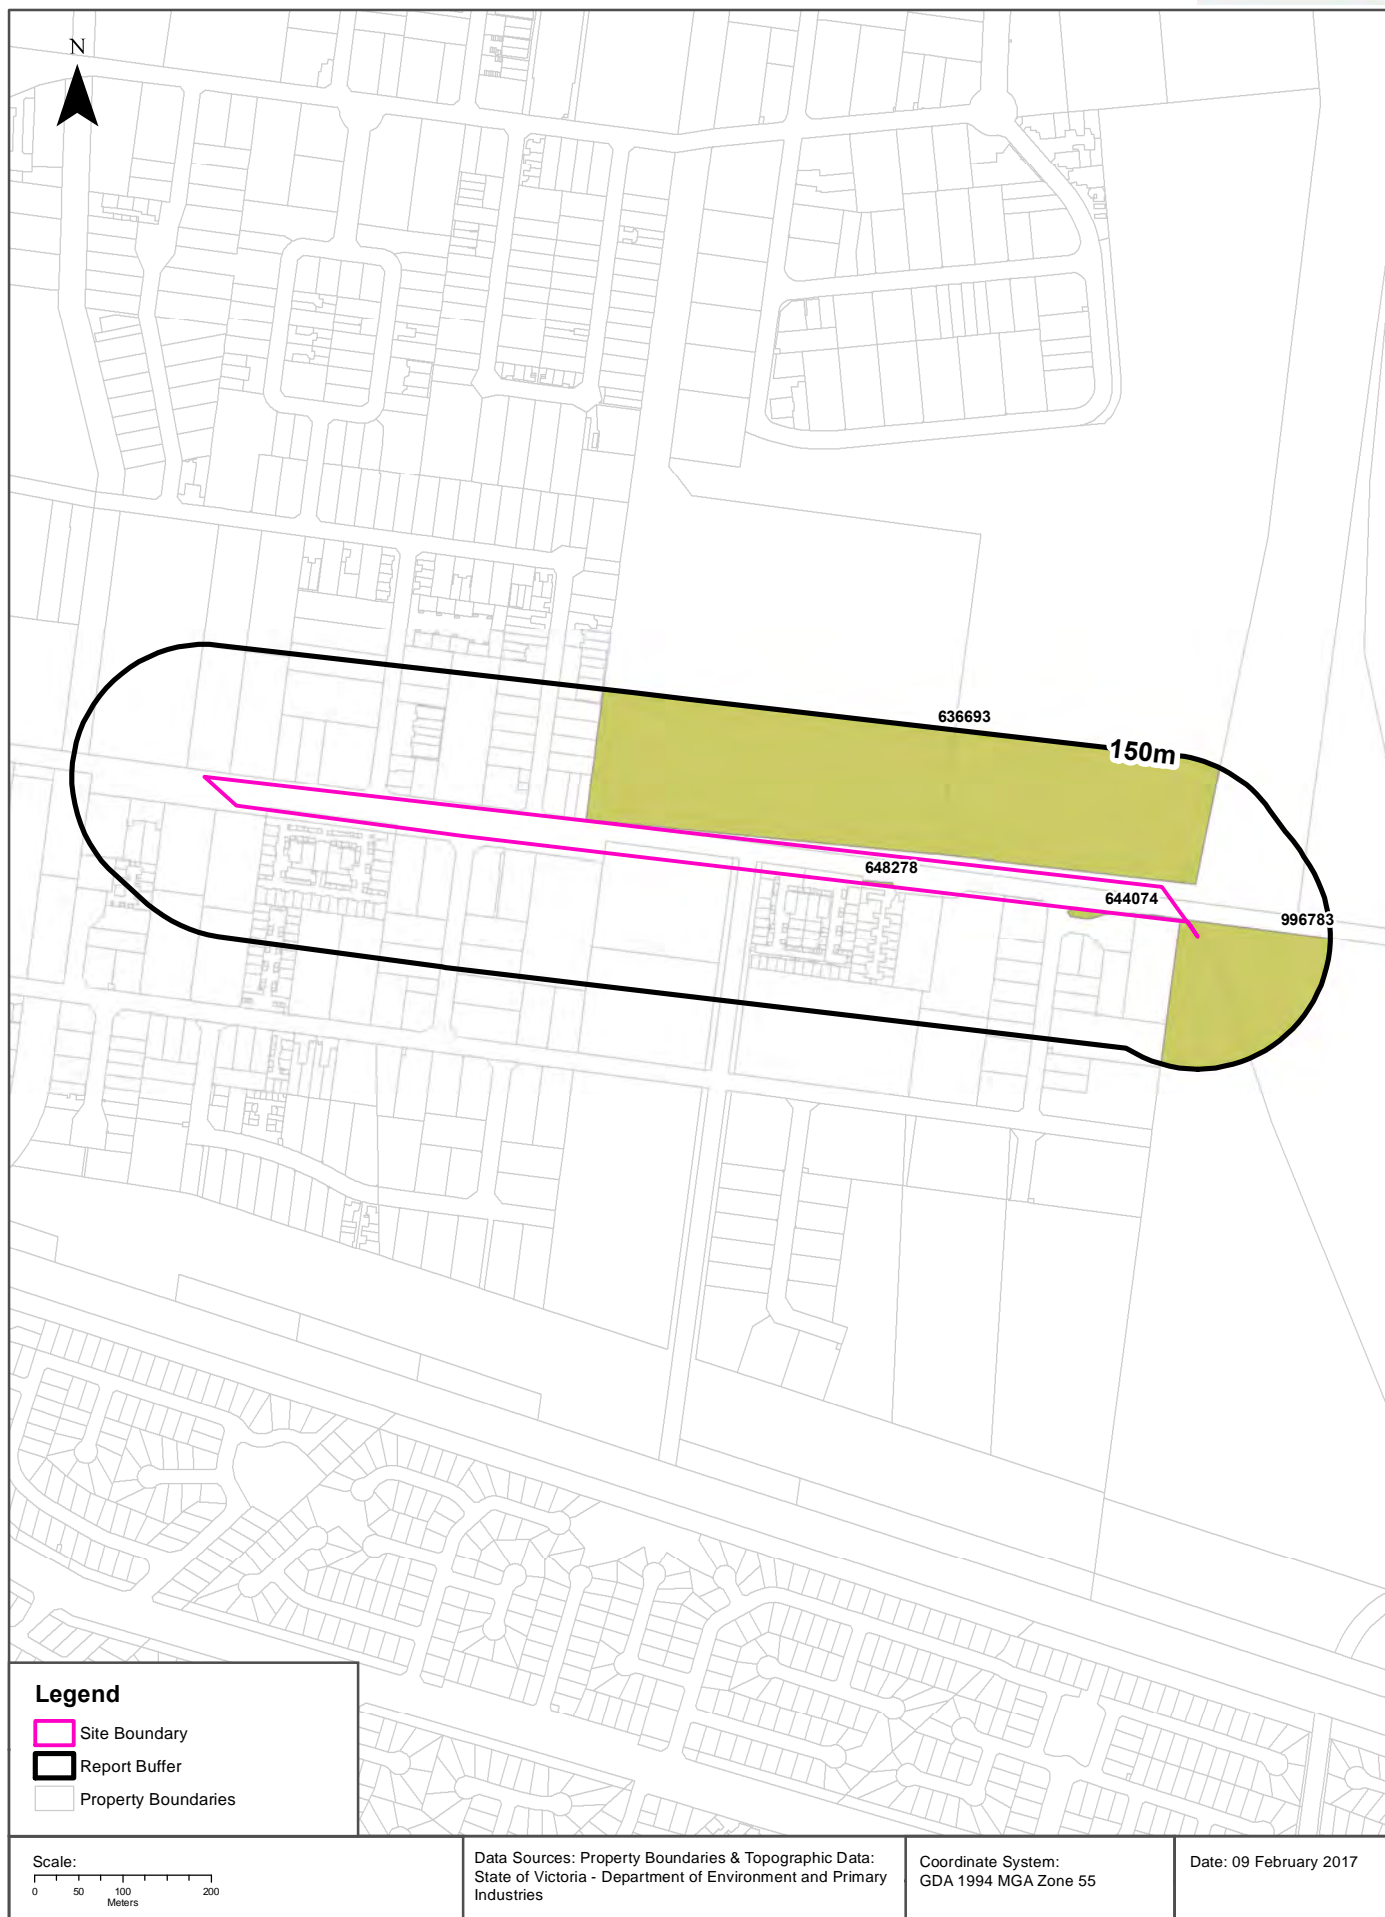 N
636693
150m
648278
644074
996783
Legend
Site Boundary
Report Buffer
Property Boundaries
Scale:
0 50 100 200
Meters
Data Sources: Property Boundaries & Topographic Data:
State of Victoria - Department of Environment and Primary
Industries
Coordinate System:
GDA 1994 MGA Zone 55
Date: 09 February 2017